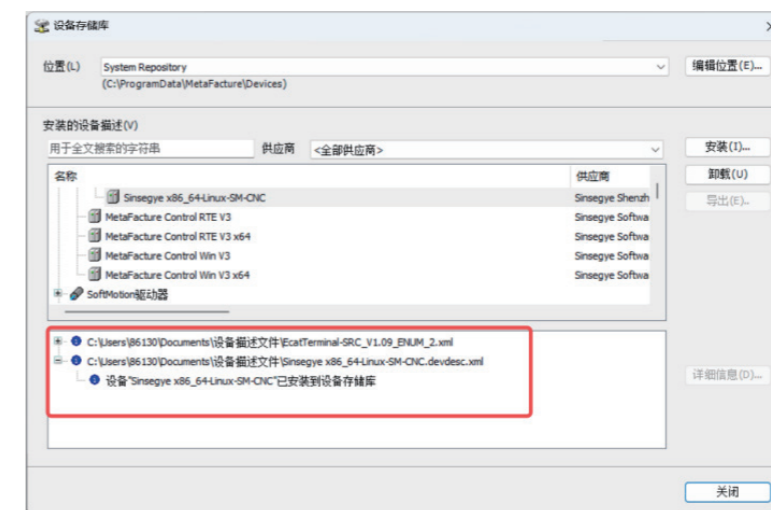 设备存储库
位置(L) System Repository 编辑位置(E)...
(C:\ProgramData\MetaFacture\Devices)
安装的设备描述(V)
用于全文搜索的字符串 供应商 <全部供应商> 安装(I)...
名称 供应商 卸载(U)
Sinsegye x86_64-Linux-SM-CNC Sinsegye Shenzh 导出(E)...
MetaFacture Control RTE V3 Sinsegye Softwa
MetaFacture Control RTE V3 x64 Sinsegye Softwa
MetaFacture Control Win V3 Sinsegye Softwa
MetaFacture Control Win V3 x64 Sinsegye Softwa
SoftMotion驱动器
C:\Users\86130\Documents\设备描述文件\EcatTerminal-SRC_V1.09_ENUM_2.xml
C:\Users\86130\Documents\设备描述文件\Sinsegye x86_64-Linux-SM-CNC.devdesc.xml
设备"Sinsegye x86_64-Linux-SM-CNC"已安装到设备存储库 详细信息(D)...
关闭